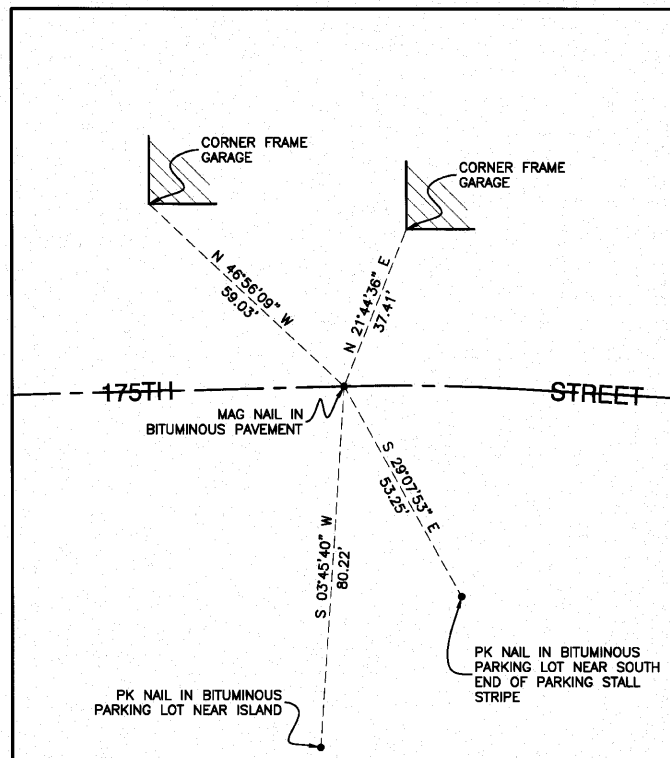 CORNER FRAME
GARAGE
CORNER FRAME
GARAGE
N 46°56'09" W
59.03'
N 21°44'36" E
37.41'
175TH
STREET
MAG NAIL IN
BITUMINOUS PAVEMENT
S 29°07'53" E
53.25'
S 03°45'40" W
80.22'
PK NAIL IN BITUMINOUS
PARKING LOT NEAR SOUTH
END OF PARKING STALL
STRIPE
PK NAIL IN BITUMINOUS
PARKING LOT NEAR ISLAND